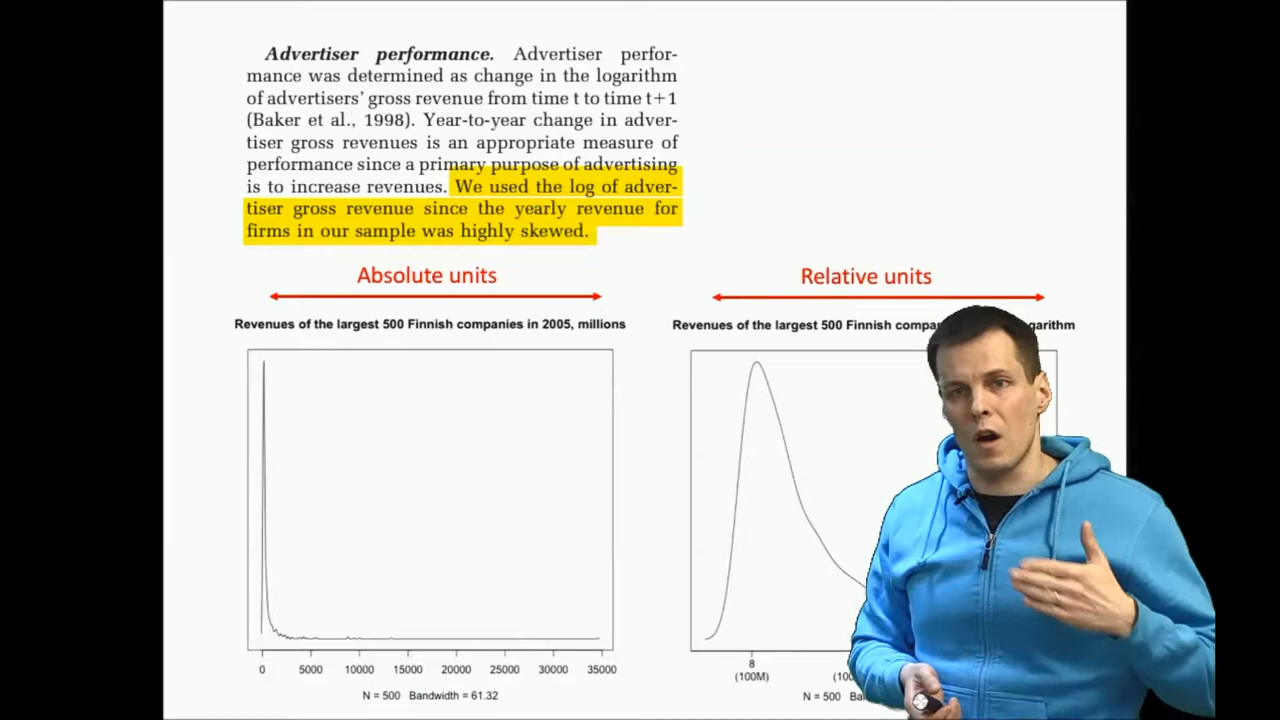 Advertiser performance. Advertiser perfor-
mance was determined as change in the logarithm
of advertisers' gross revenue from time t to time t+1
(Baker et al., 1998). Year-to-year change in adver-
tiser gross revenues is an appropriate measure of
performance since a primary purpose of advertising
is to increase revenues. We used the log of adver-
tiser gross revenue since the yearly revenue for
firms in our sample was highly skewed.
Absolute units
Revenues of the largest 500 Finnish companies in 2005, millions
0 5000 10000 15000 20000 25000 30000 35000
N = 500 Bandwidth = 61.32
Relative units
Revenues of the largest 500 Finnish
8
(100M)
N = 500